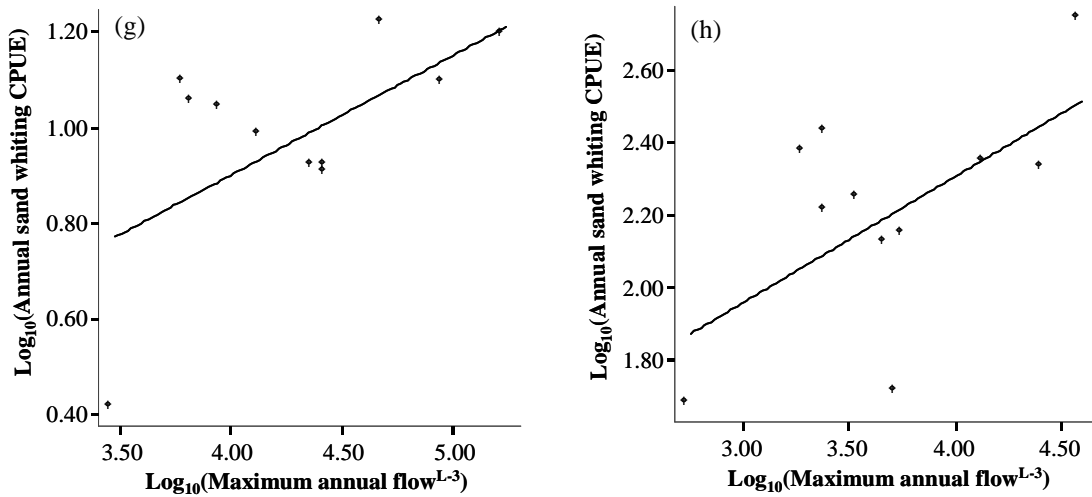 (g)
Log10(Annual sand whiting CPUE)
1.20
1.00
0.80
0.60
0.40
3.50 4.00 4.50 5.00
Log10(Maximum annual flowL-3)
(h)
Log10(Annual sand whiting CPUE)
2.60
2.40
2.20
2.00
1.80
3.00 3.50 4.00 4.50
Log10(Maximum annual flowL-3)